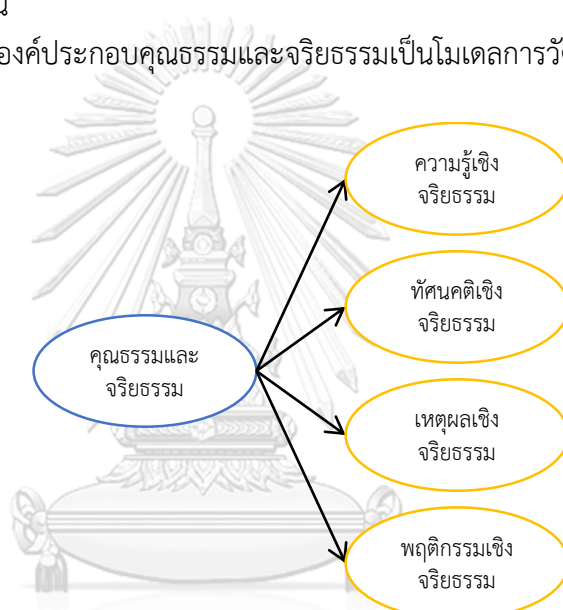 องค์ประกอบคุณธรรมและจริยธรรมเป็นโมเดลการวั
ความรู้เชิง
จริยธรรม
ทัศนคติเชิง
จริยธรรม
คุณธรรมและ
จริยธรรม
เหตุผลเชิง
จริยธรรม
พฤติกรรมเชิง
จริยธรรม